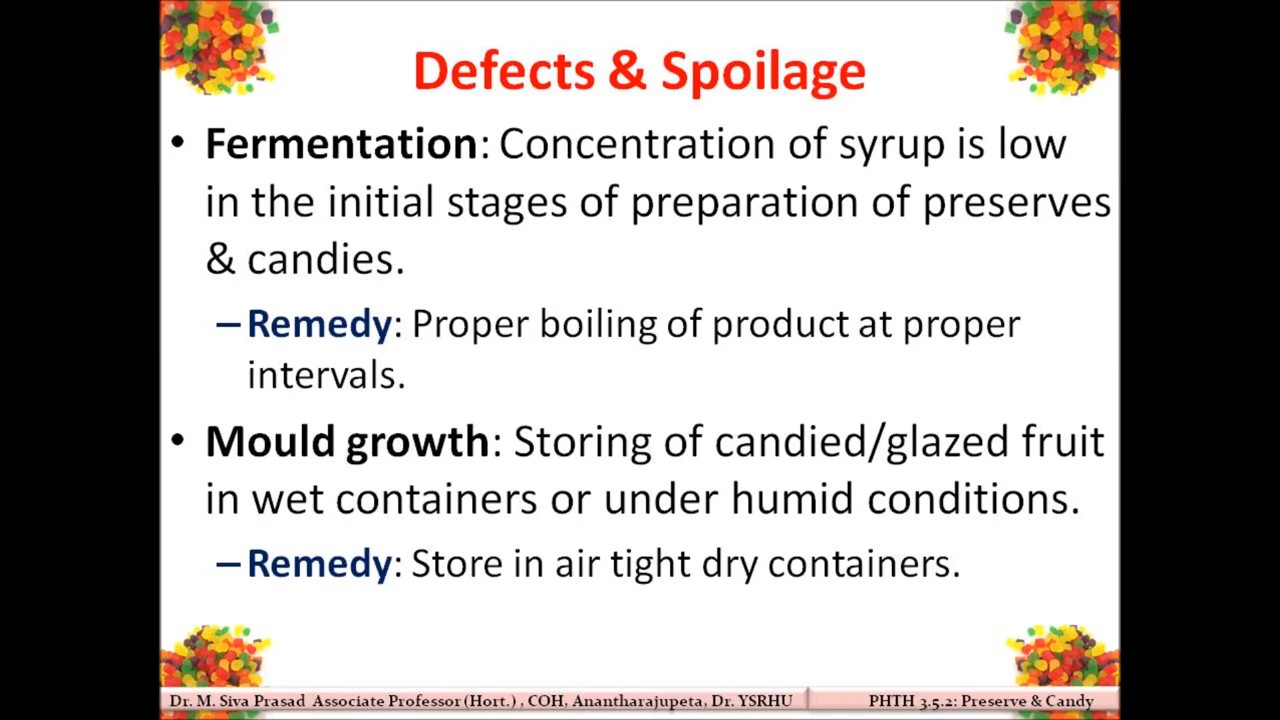 Defects & Spoilage
• Fermentation: Concentration of syrup is low
in the initial stages of preparation of preserves
& candies.
–Remedy: Proper boiling of product at proper
intervals.
• Mould growth: Storing of candied/glazed fruit
in wet containers or under humid conditions.
–Remedy: Store in air tight dry containers.
Dr. M. Siva Prasad Associate Professor (Hort.) , COH, Anantharajupeta, Dr. YSRHU
PHTH 3.5.2: Preserve & Candy